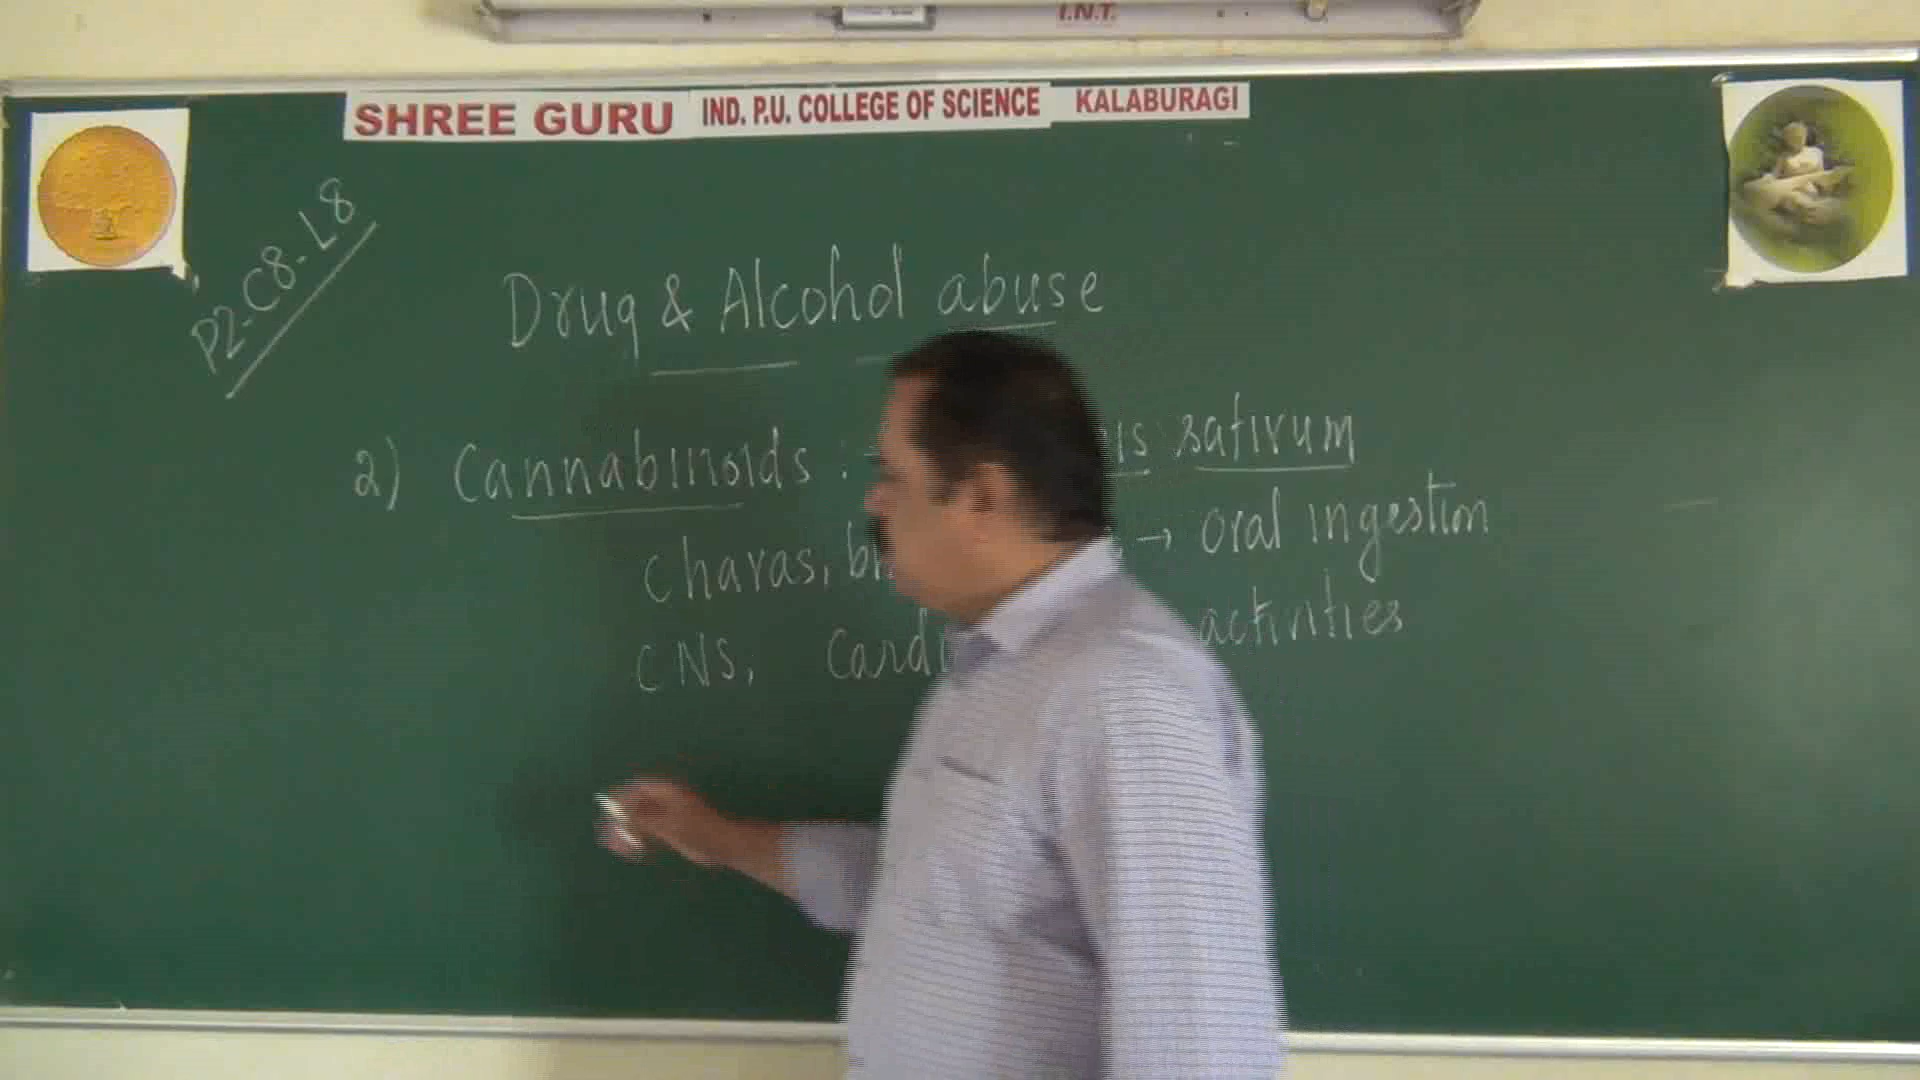 I.N.T.
SHREE GURU IND. P.U. COLLEGE OF SCIENCE KALABURAGI
P2-C8-L8
Drug & Alcohol abuse
2) Cannabinoids : sativum
Charas, → oral ingestion
CNS, activities